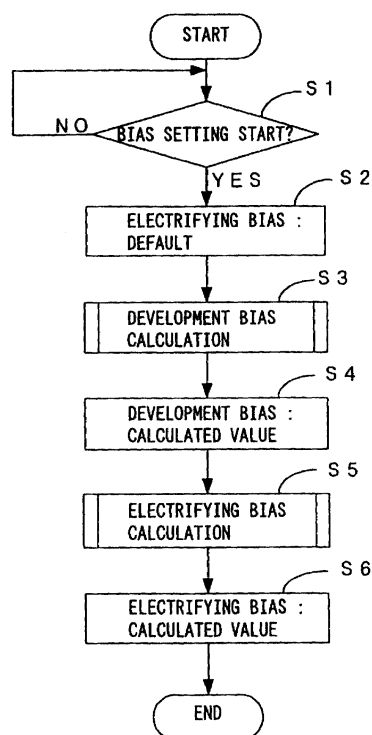 START
S1
NO
BIAS SETTING START?
YES
S2
ELECTRIFYING BIAS :
DEFAULT
S3
DEVELOPMENT BIAS
CALCULATION
S4
DEVELOPMENT BIAS :
CALCULATED VALUE
S5
ELECTRIFYING BIAS
CALCULATION
S6
ELECTRIFYING BIAS :
CALCULATED VALUE
END